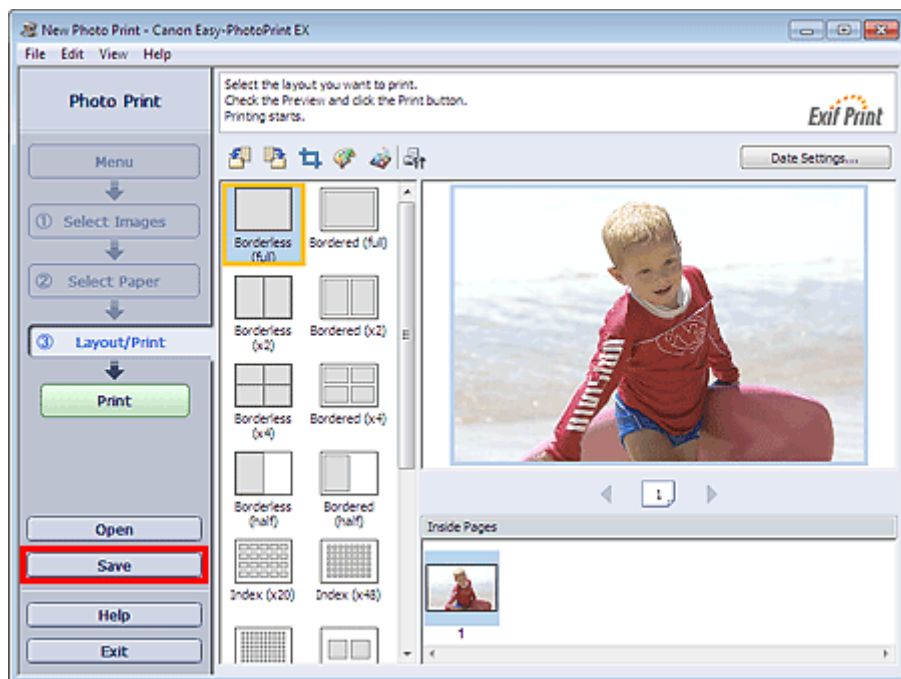 New Photo Print - Canon Easy-PhotoPrint EX
File Edit View Help
Photo Print
Select the layout you want to print.
Check the Preview and click the Print button.
Printing starts.
Exif Print
Menu
① Select Images
② Select Paper
③ Layout/Print
Print
Open
Save
Help
Exit
Date Settings...
Borderless
(full)
Bordered (full)
Borderless
(x2)
Bordered (x2)
Borderless
(x4)
Bordered (x4)
Borderless
(half)
Bordered
(half)
Index (x20)
Index (x48)
1
Inside Pages
1